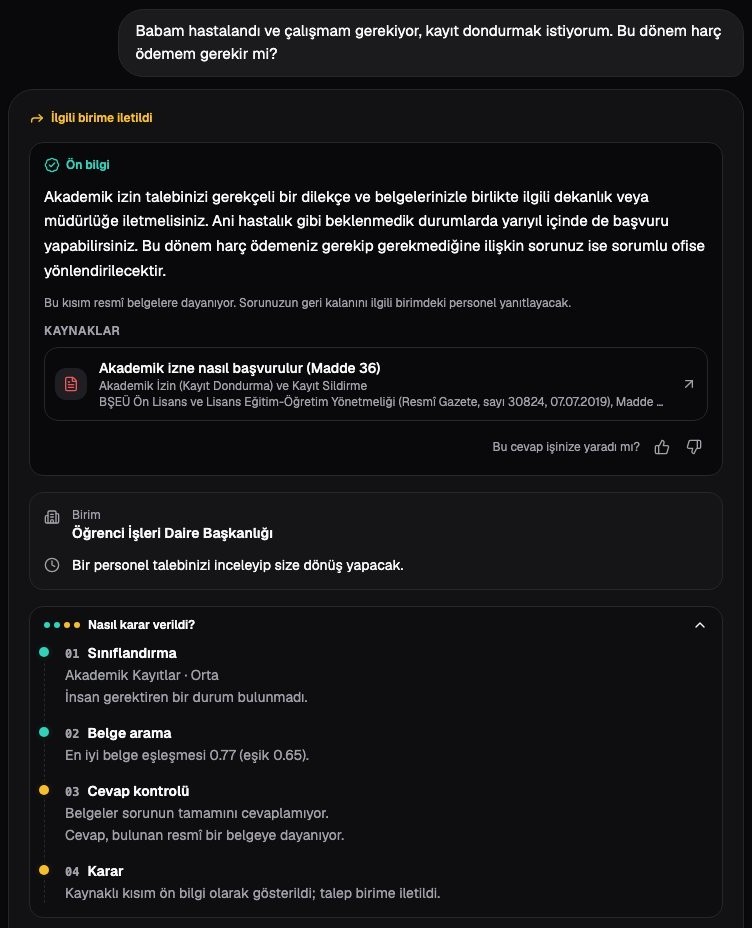 Babam hastalandı ve çalışmam gerekiyor, kayıt dondurmak istiyorum. Bu dönem harç
ödemem gerekir mi?
İlgili birime iletildi
Ön bilgi
Akademik izin talebinizi gerekçeli bir dilekçe ve belgelerinizle birlikte ilgili dekanlık veya
müdürlüğe iletmelisiniz. Ani hastalık gibi beklenmedik durumlarda yarıyıl içinde de başvuru
yapabilirsiniz. Bu dönem harç ödemeniz gerekip gerekmediğine ilişkin sorunuz ise sorumlu ofise
yönlendirilecektir.
Bu kısım resmî belgelere dayanıyor. Sorunuzun geri kalanını ilgili birimdeki personel yanıtlayacak.
KAYNAKLAR
Akademik izne nasıl başvurulur (Madde 36)
Akademik İzin (Kayıt Dondurma) ve Kayıt Sildirme
BŞEÜ Ön Lisans ve Lisans Eğitim-Öğretim Yönetmeliği (Resmî Gazete, sayı 30824, 07.07.2019), Madde ...
Bu cevap işinize yaradı mı?
Birim
Öğrenci İşleri Daire Başkanlığı
Bir personel talebinizi inceleyip size dönüş yapacak.
Nasıl karar verildi?
01 Sınıflandırma
Akademik Kayıtlar · Orta
İnsan gerektiren bir durum bulunmadı.
02 Belge arama
En iyi belge eşleşmesi 0.77 (eşik 0.65).
03 Cevap kontrolü
Belgeler sorunun tamamını cevaplamıyor.
Cevap, bulunan resmî bir belgeye dayanıyor.
04 Karar
Kaynaklı kısım ön bilgi olarak gösterildi; talep birime iletildi.